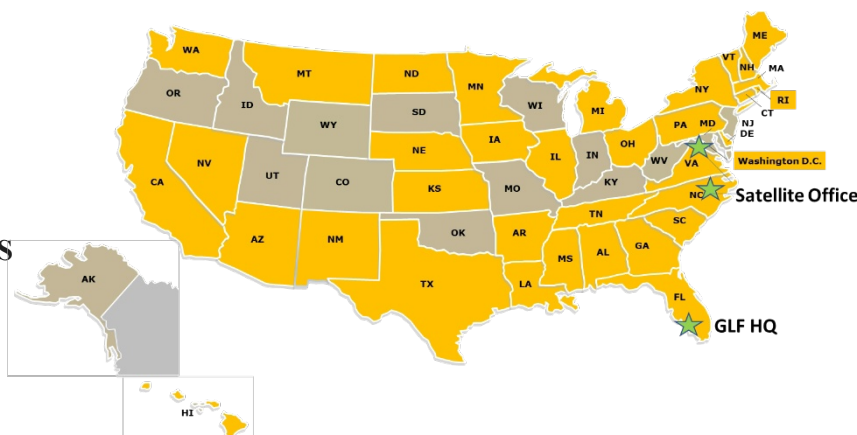 WA
MT
ND
MN
ME
VT
NH
MA
OR
ID
SD
WI
MI
NY
RI
CT
WY
NE
IA
PA
MD
NJ
DE
NV
IL
IN
OH
WV
VA
Washington D.C.
CA
UT
CO
KS
MO
KY
NC
Satellite Office
AZ
NM
OK
AR
TN
SC
TX
LA
MS
AL
GA
FL
GLF HQ
S
AK
HI